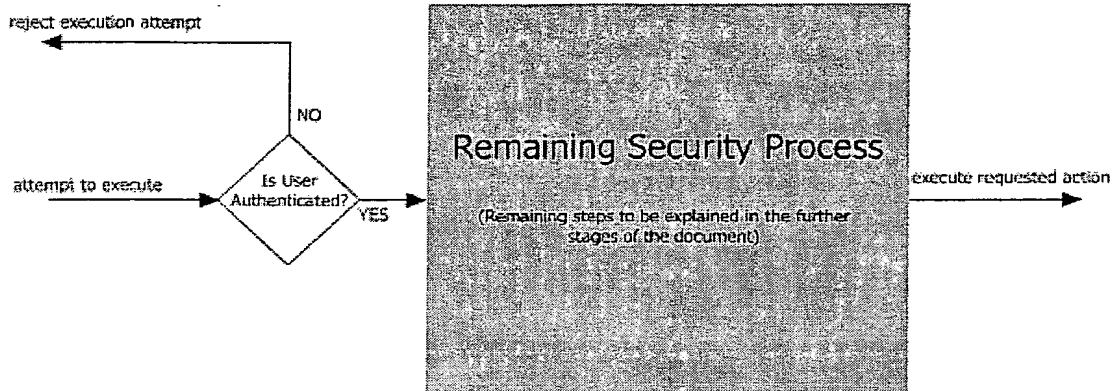 reject execution attempt
NO
Remaining Security Process
attempt to execute
Is User
Authenticated?
YES
(Remaining steps to be explained in the further
stages of the document)
execute requested action